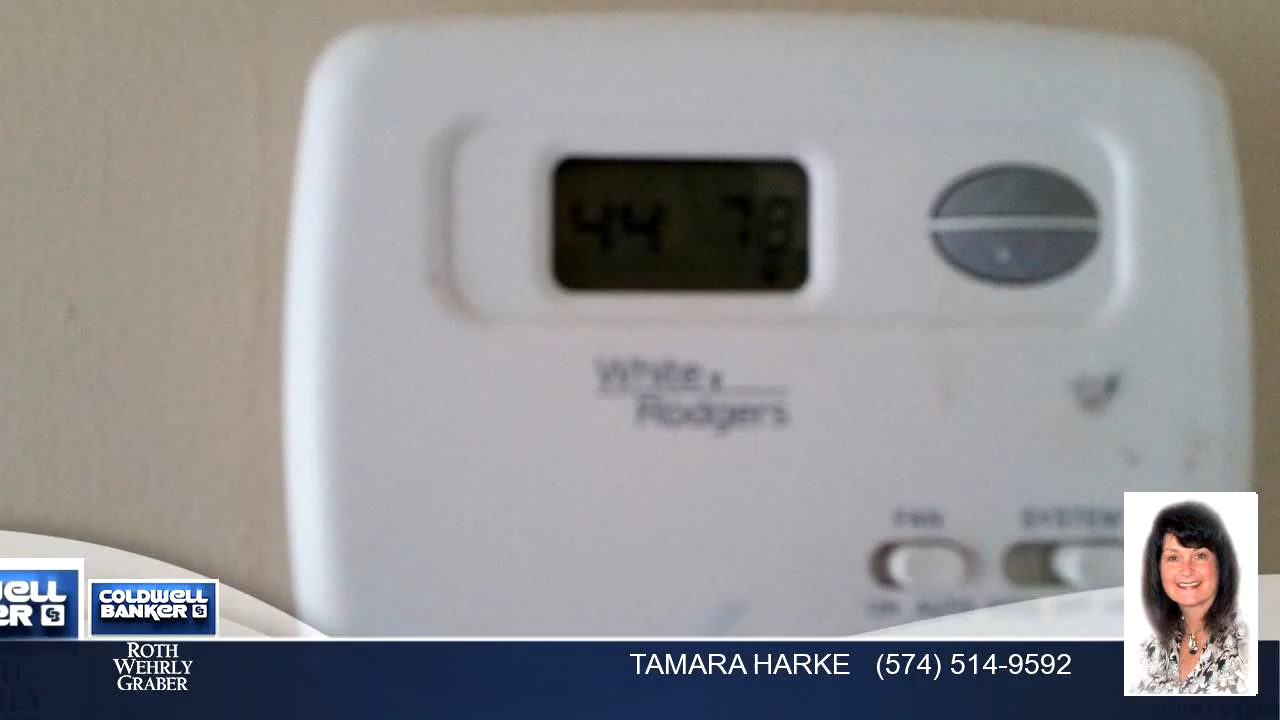 44 78
White
Rodgers
FAN
SYSTEM
COLDWELL
BANKER
ROTH
WEHRLY
GRABER
TAMARA HARKE (574) 514-9592